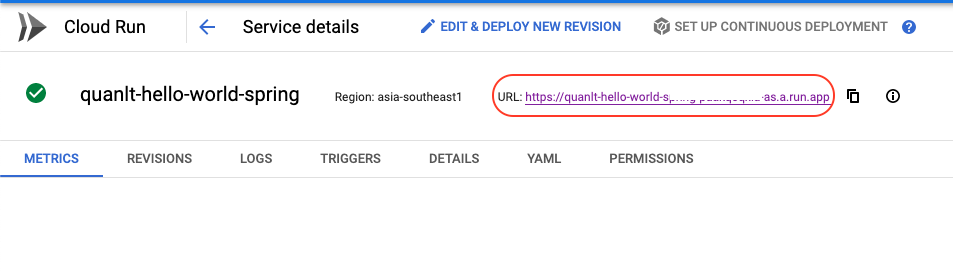 Cloud Run
Service details
EDIT & DEPLOY NEW REVISION
SET UP CONTINUOUS DEPLOYMENT
?
quanlt-hello-world-spring
Region: asia-southeast1
URL: https://quanlt-hello-world-spring- -as.a.run.app
METRICS REVISIONS LOGS TRIGGERS DETAILS YAML PERMISSIONS